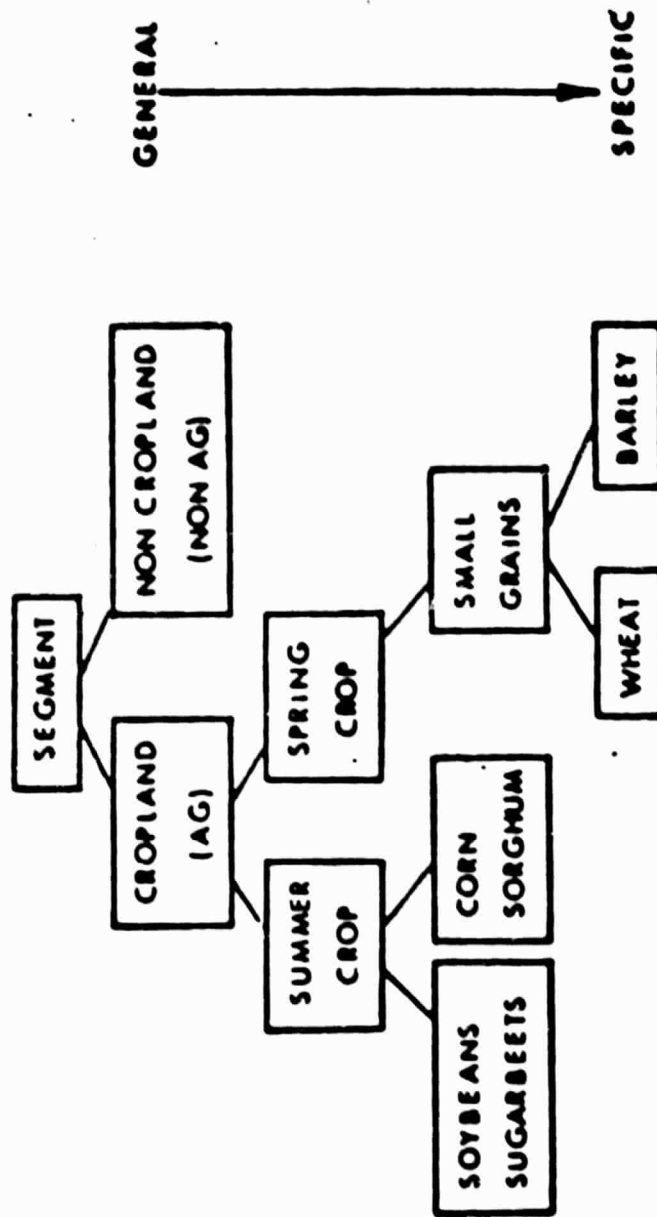 SEGMENT
CROPLAND
(AG)
NON CROPLAND
(NON AG)
SUMMER
CROP
SPRING
CROP
SOYBEANS
SUGARBEETS
CORN
SORGHUM
SMALL
GRAINS
WHEAT
BARLEY
GENERAL
SPECIFIC